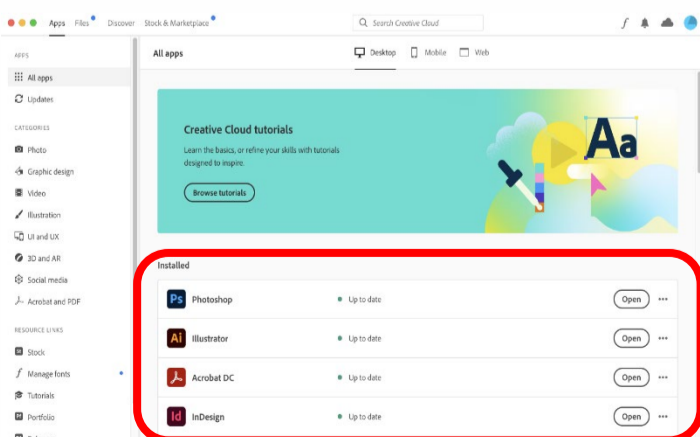 Apps Files Discover Stock & Marketplace Search Creative Cloud
APPS
All apps
Updates
CATEGORIES
Photo
Graphic design
Video
Illustration
UI and UX
3D and AR
Social media
Acrobat and PDF
RESOURCE LINKS
Stock
Manage fonts
Tutorials
Portfolio
All apps Desktop Mobile Web
Creative Cloud tutorials
Learn the basics, or refine your skills with tutorials
designed to inspire.
Browse tutorials
Aa
Installed
Ps Photoshop Up to date Open
Ai Illustrator Up to date Open
Acrobat DC Up to date Open
Id InDesign Up to date Open